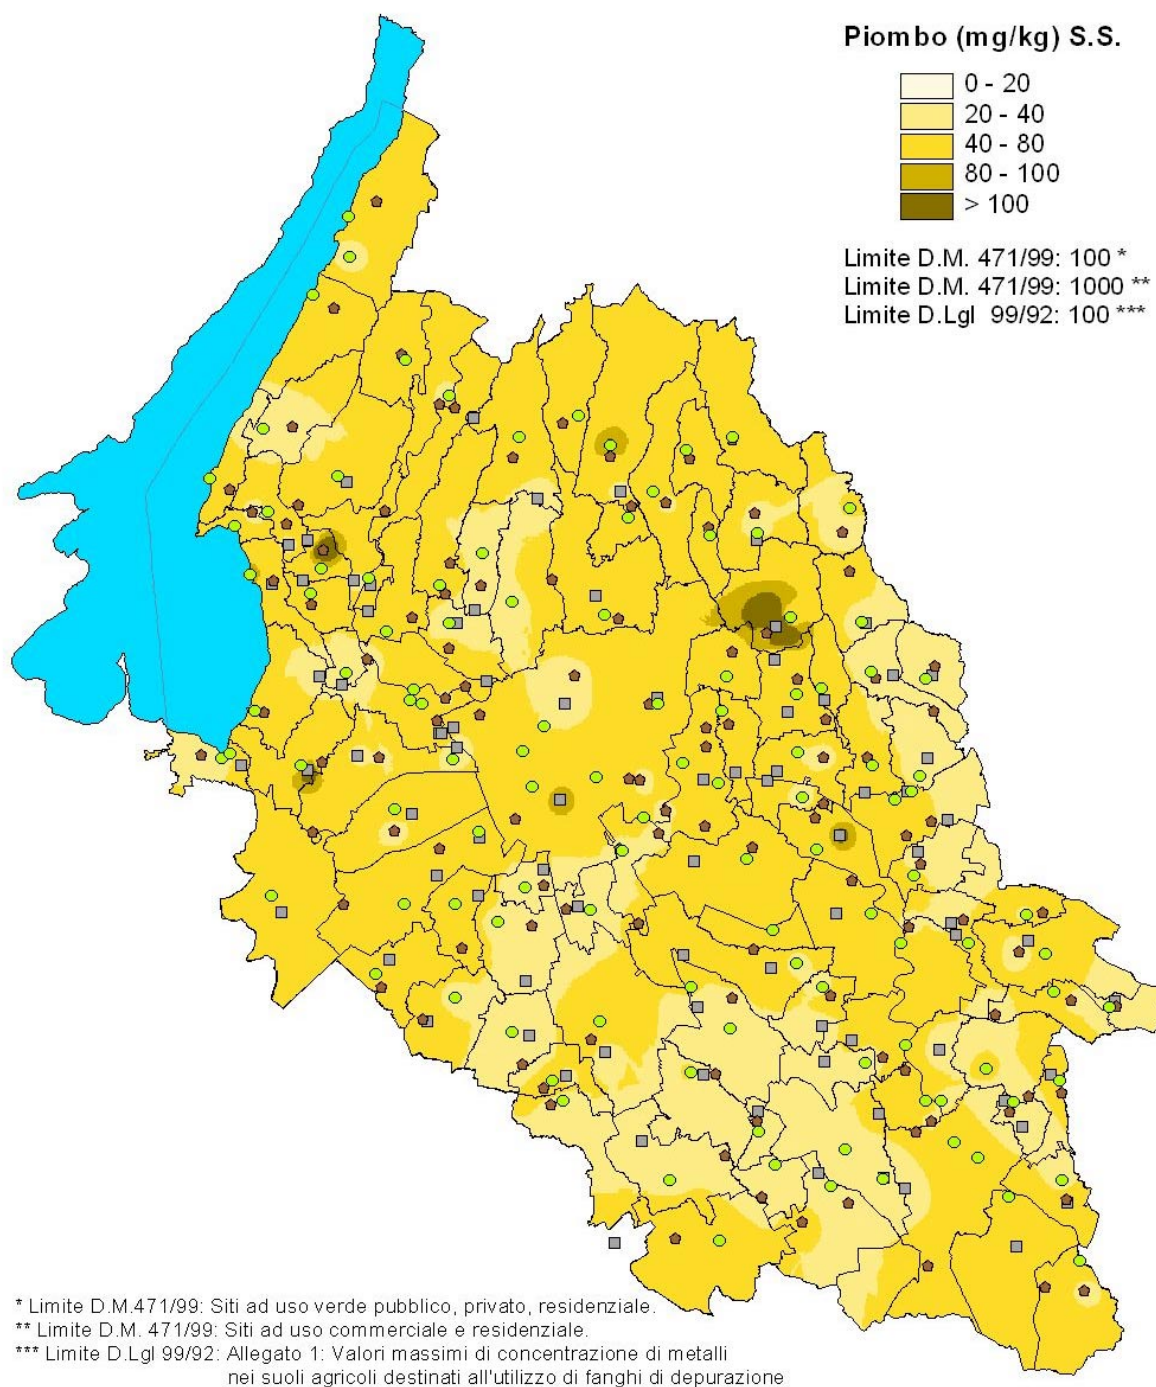 Piombo (mg/kg) S.S.
0 - 20
20 - 40
40 - 80
80 - 100
> 100
Limite D.M. 471/99: 100 *
Limite D.M. 471/99: 1000 **
Limite D.Lgl 99/92: 100 ***
* Limite D.M.471/99: Siti ad uso verde pubblico, privato, residenziale.
** Limite D.M. 471/99: Siti ad uso commerciale e residenziale.
*** Limite D.Lgl 99/92: Allegato 1: Valori massimi di concentrazione di metalli
nei suoli agricoli destinati all'utilizzo di fanghi di depurazione